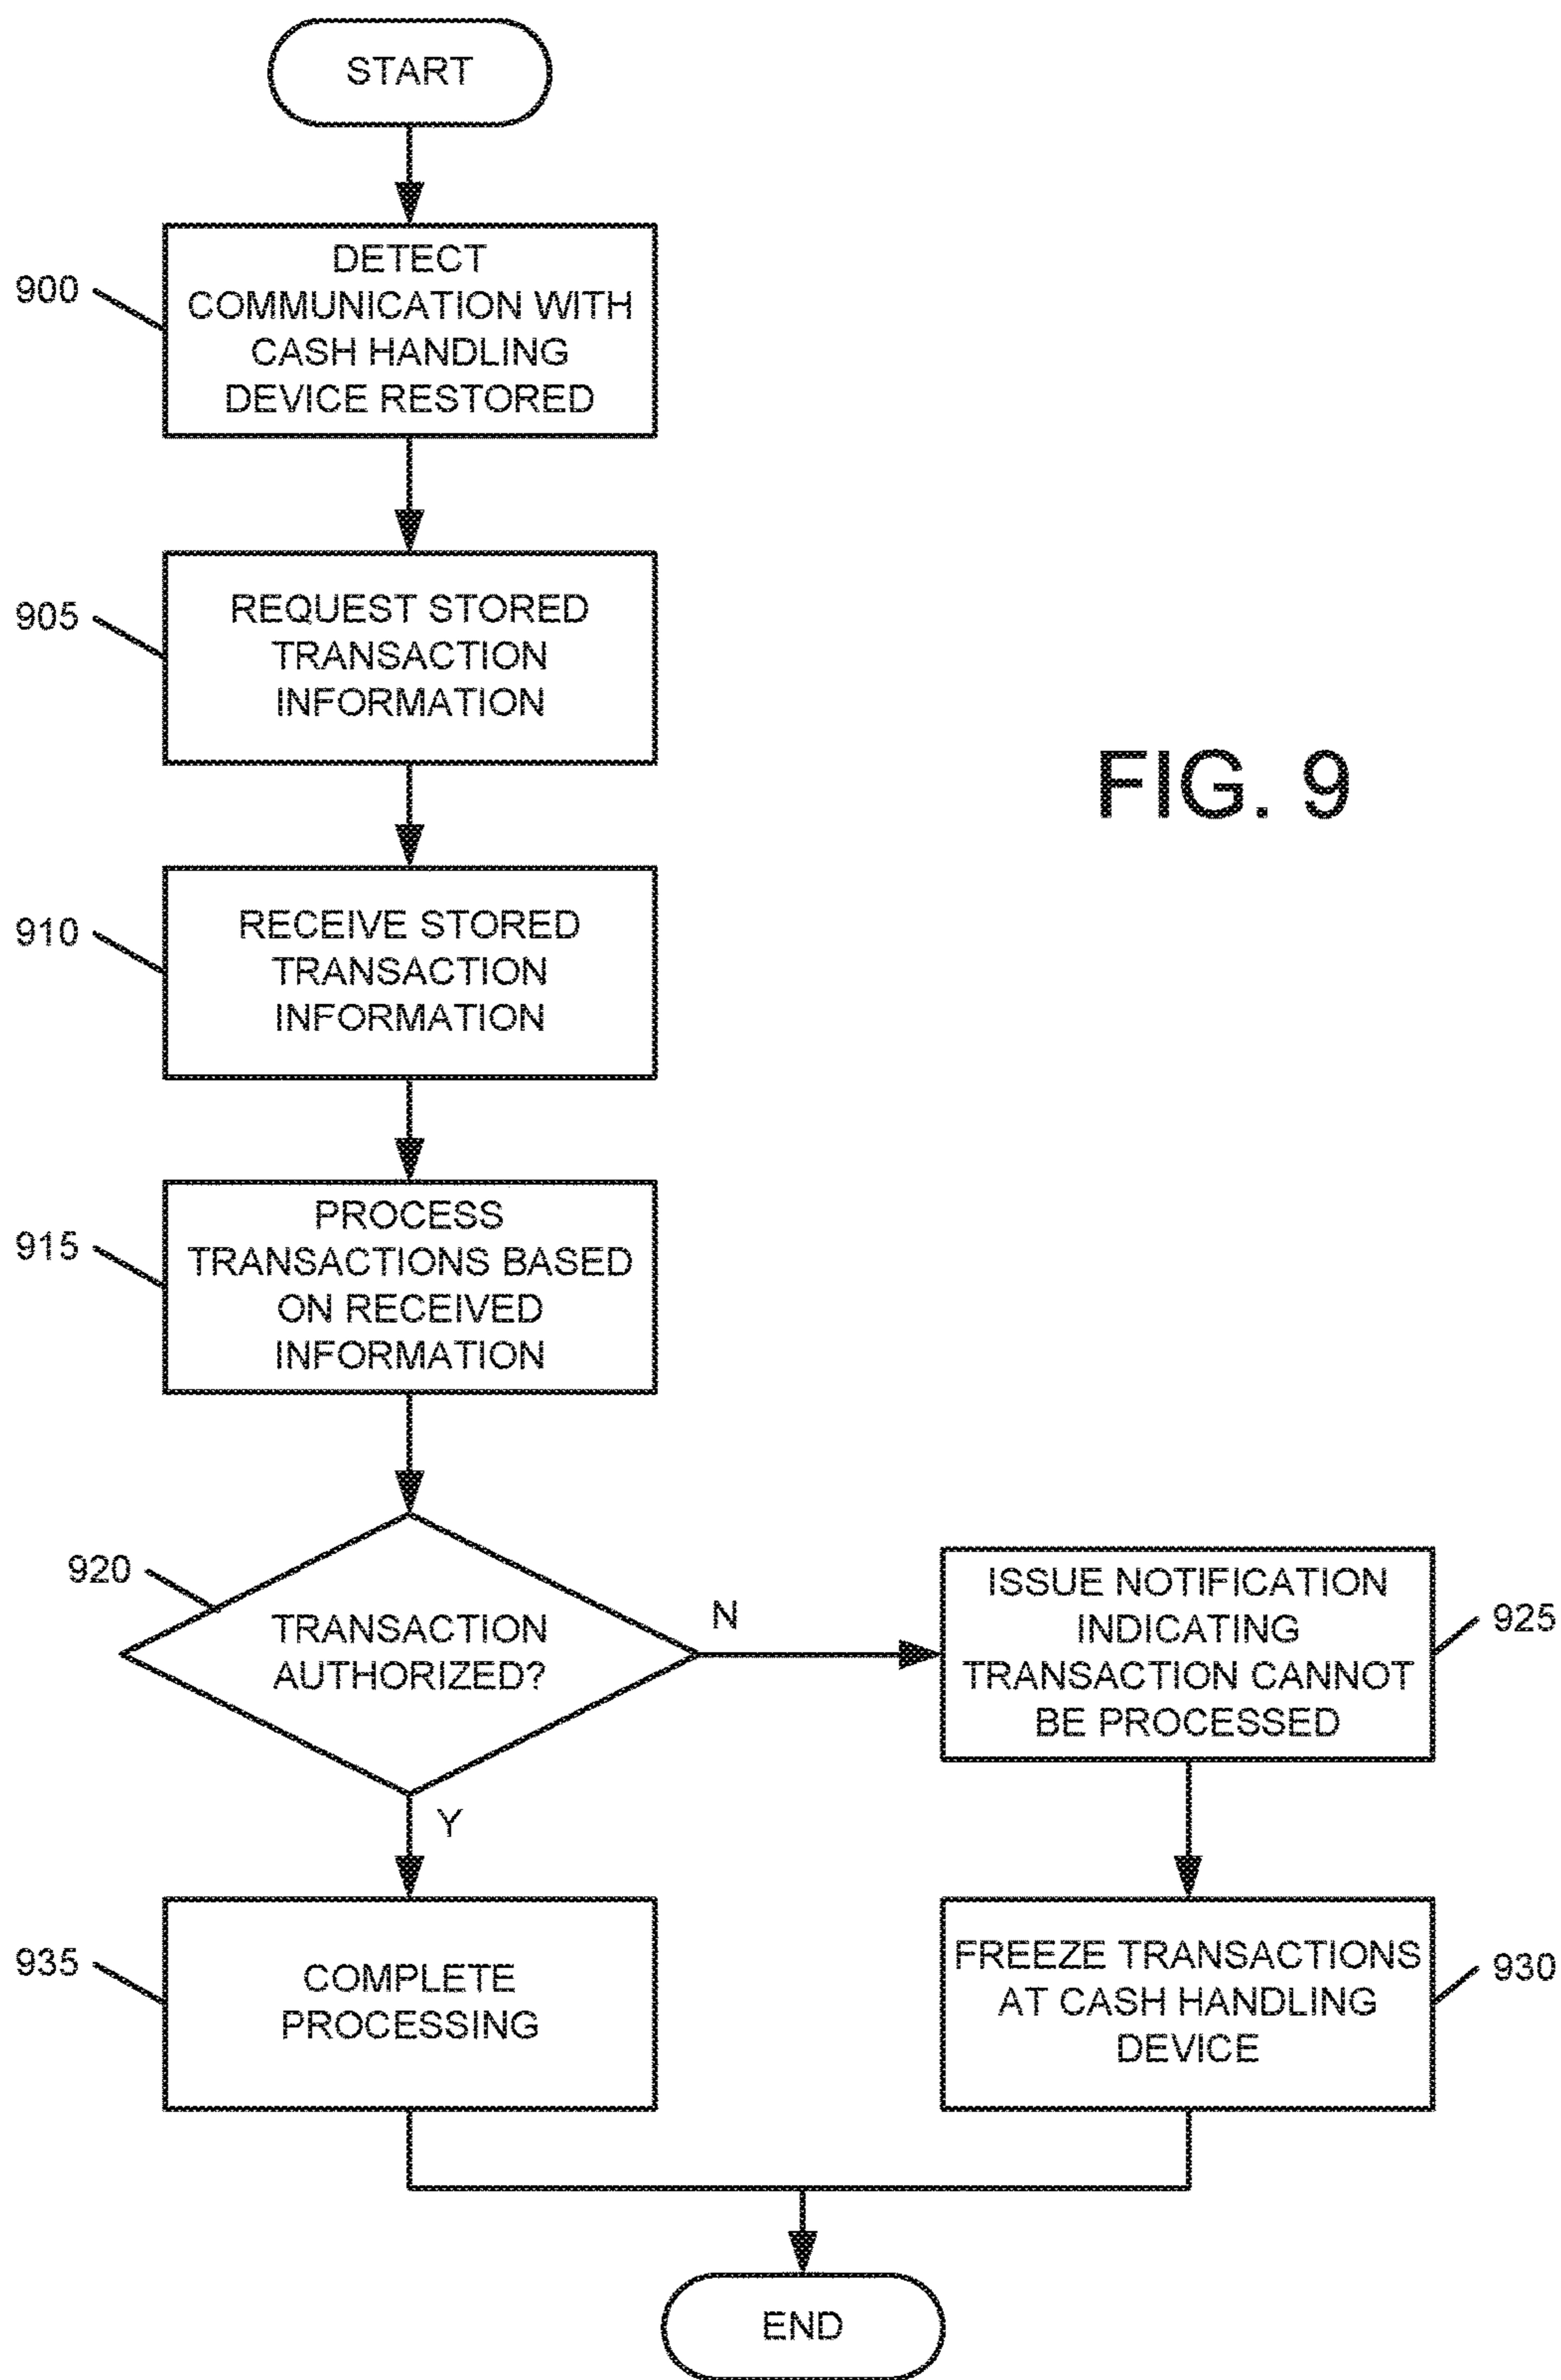 START
900
DETECT
COMMUNICATION WITH
CASH HANDLING
DEVICE RESTORED
905
REQUEST STORED
TRANSACTION
INFORMATION
FIG. 9
910
RECEIVE STORED
TRANSACTION
INFORMATION
915
PROCESS
TRANSACTIONS BASED
ON RECEIVED
INFORMATION
920
TRANSACTION
AUTHORIZED?
N
ISSUE NOTIFICATION
INDICATING
TRANSACTION CANNOT
BE PROCESSED
925
Y
935
COMPLETE
PROCESSING
FREEZE TRANSACTIONS
AT CASH HANDLING
DEVICE
930
END